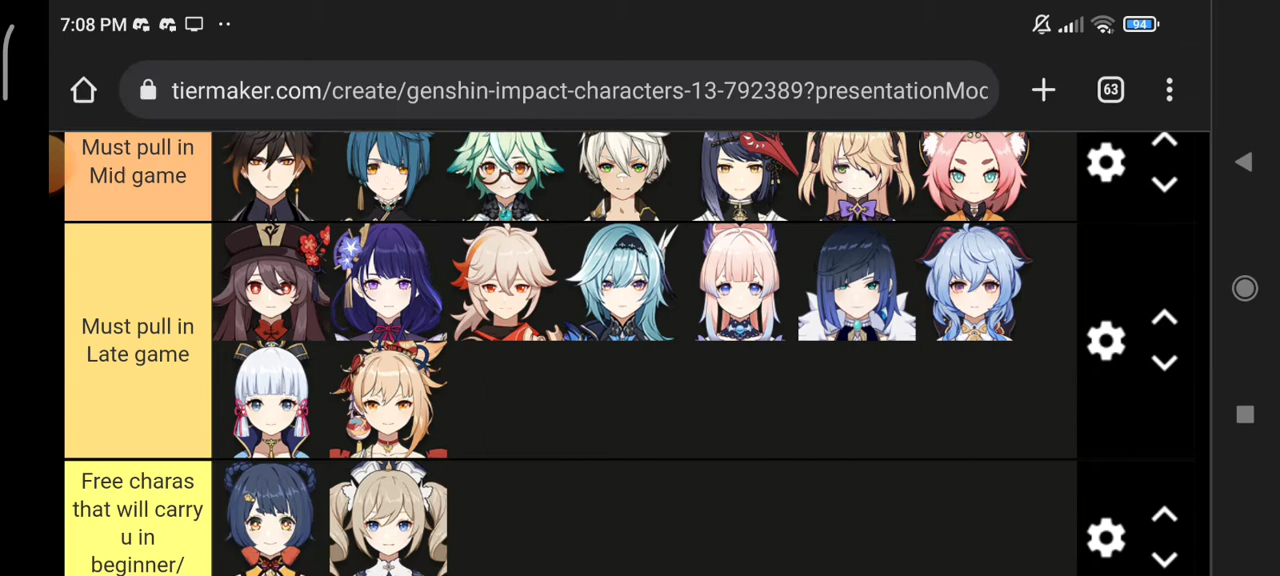 7:08 PM
94
tiermaker.com/create/genshin-impact-characters-13-792389?presentationMoc
63
Must pull in
Mid game
Must pull in
Late game
Free charas
that will carry
u in
beginner/